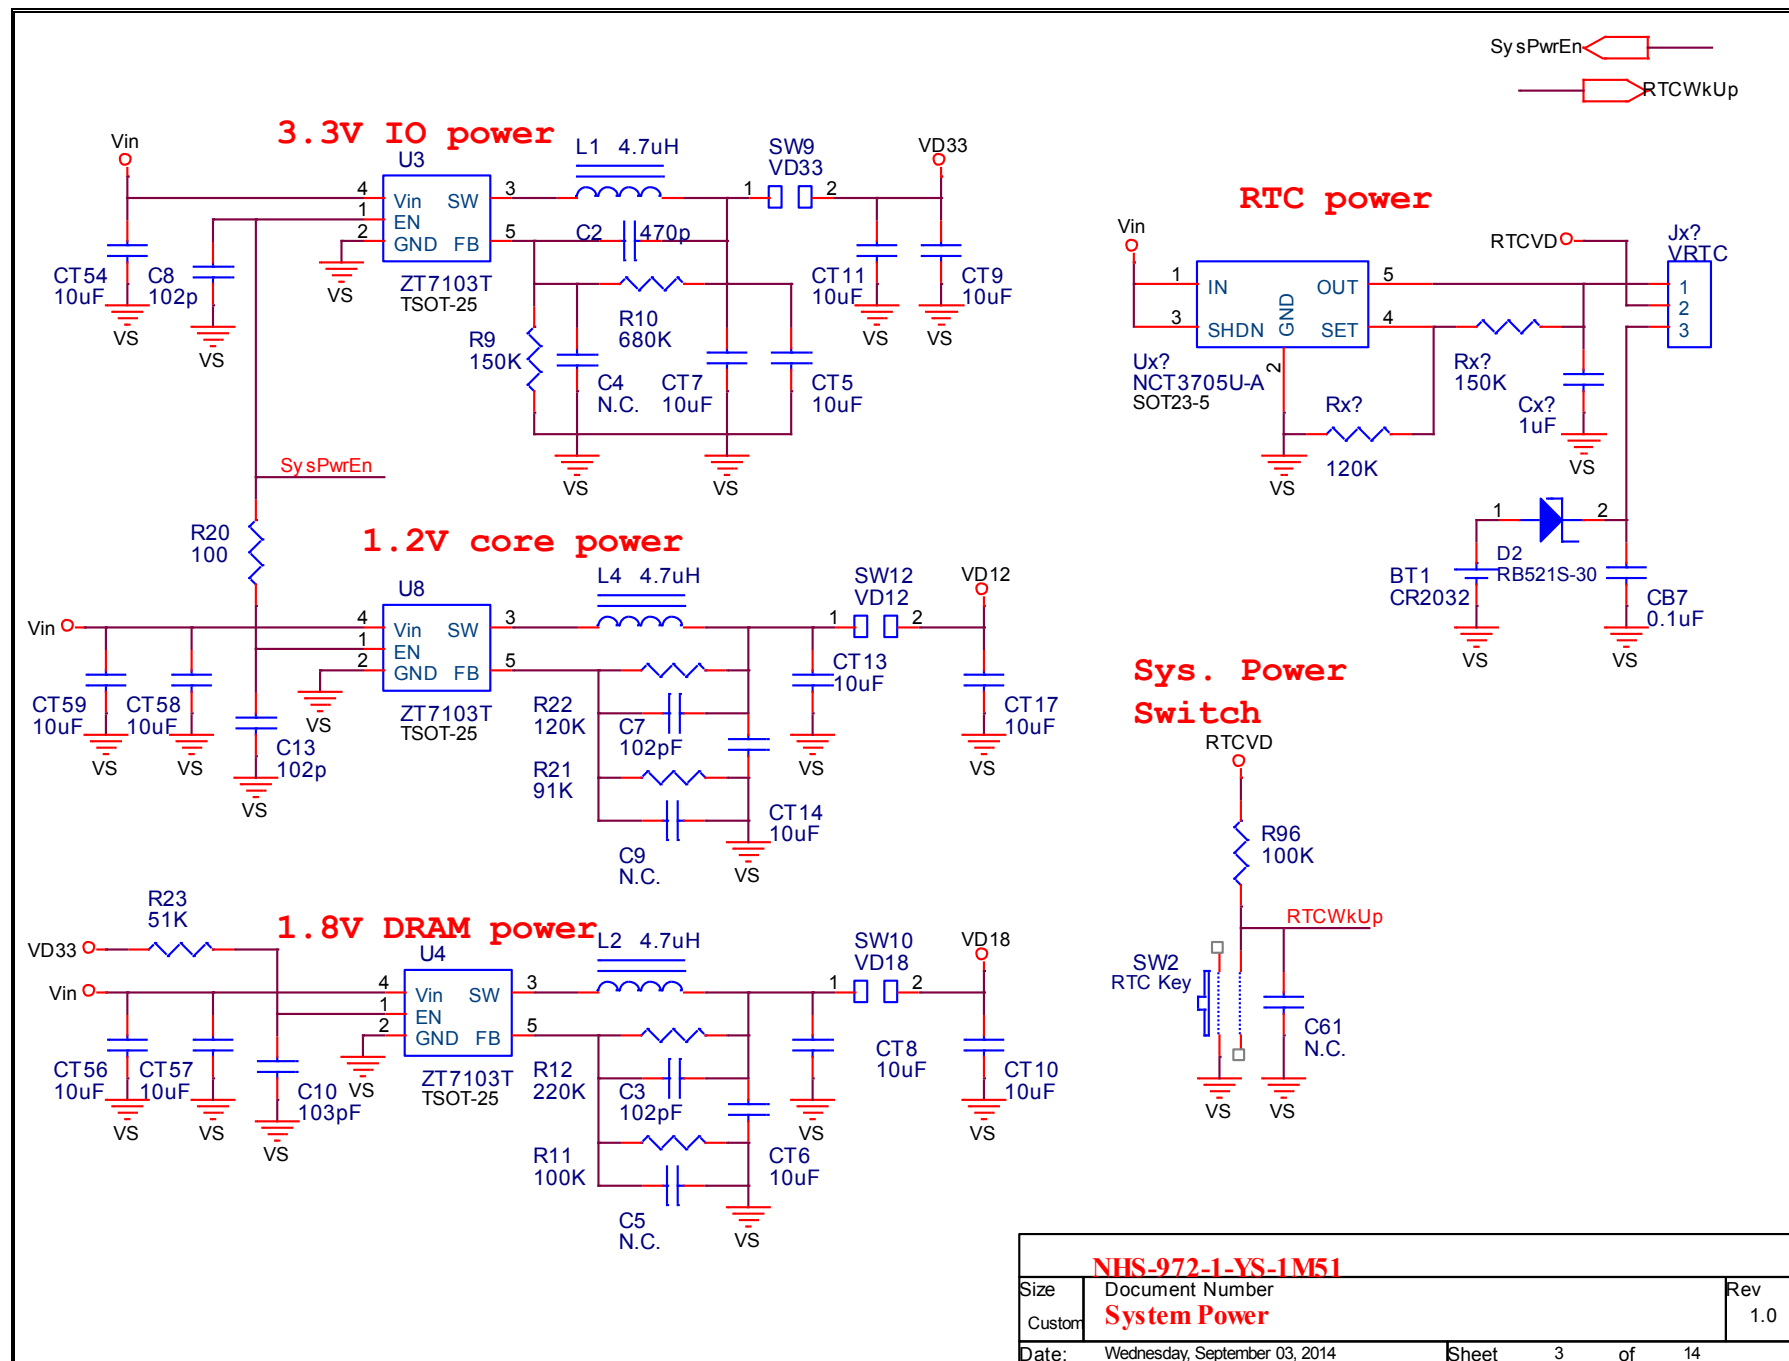 SysPwrEn
RTCWkUp
3.3V IO power
Vin
U3
L1 4.7uH
SW9
VD33
VD33
4
Vin
SW
3
1
2
1
EN
2
GND
FB
5
C2
470p
CT54
10uF
C8
102p
ZT7103T
TSOT-25
CT11
10uF
CT9
10uF
VS
VS
VS
VS
VS
R9
150K
R10
680K
C4
N.C.
CT7
10uF
CT5
10uF
VS
VS
SysPwrEn
R20
100
RTC power
Vin
RTCVD
Jx?
VRTC
1
IN
OUT
5
1
2
3
3
SHDN
GND
SET
4
2
Ux?
NCT3705U-A
SOT23-5
Rx?
150K
Rx?
120K
Cx?
1uF
VS
VS
1
2
D2
RB521S-30
BT1
CR2032
CB7
0.1uF
VS
VS
1.2V core power
U8
L4 4.7uH
SW12
VD12
VD12
Vin
4
Vin
SW
3
1
2
1
EN
2
GND
FB
5
CT59
10uF
CT58
10uF
VS
ZT7103T
TSOT-25
R22
120K
C7
102pF
CT13
10uF
CT17
10uF
VS
VS
C13
102p
VS
R21
91K
CT14
10uF
VS
VS
C9
N.C.
VS
Sys. Power
Switch
RTCVD
R96
100K
RTCWkUp
SW2
RTC Key
C61
N.C.
VS
VS
R23
51K
1.8V DRAM power
VD33
U4
L2 4.7uH
SW10
VD18
VD18
Vin
4
Vin
SW
3
1
2
1
EN
2
GND
FB
5
CT56
10uF
CT57
10uF
C10
103pF
VS
ZT7103T
TSOT-25
R12
220K
C3
102pF
CT8
10uF
CT10
10uF
VS
VS
VS
R11
100K
CT6
10uF
VS
VS
C5
N.C.
VS
NHS-972-1-YS-1M51
Size
Document Number
Rev
Custom
System Power
1.0
Date:
Wednesday, September 03, 2014
Sheet
3
of
14